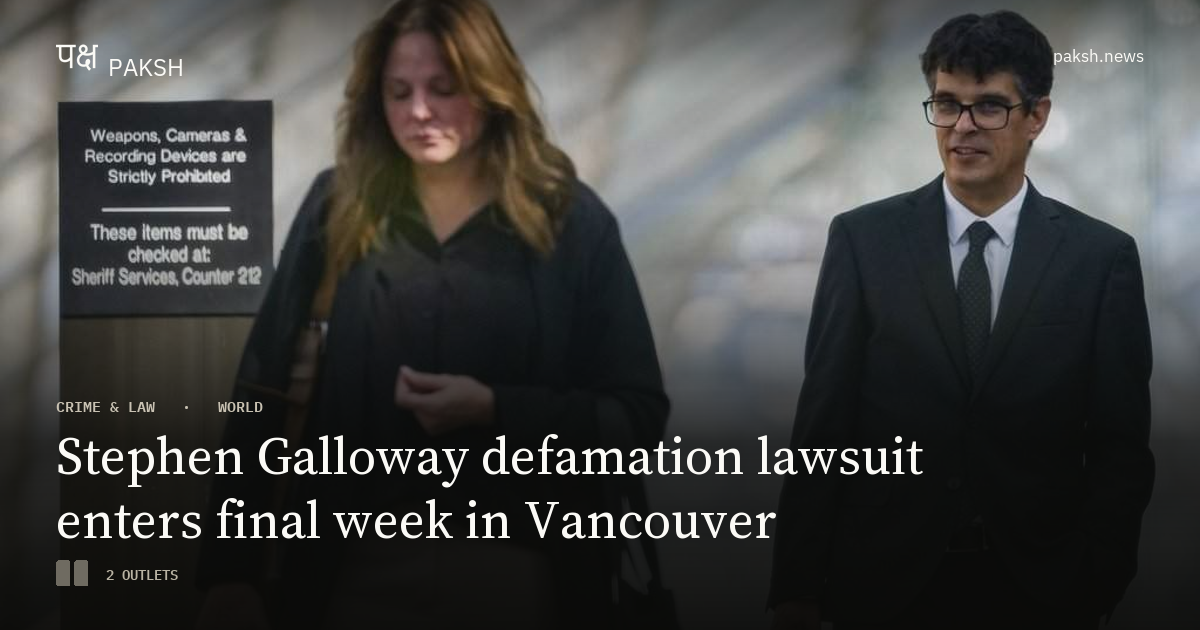 पक्ष PAKSH
paksh.news
Weapons, Cameras &
Recording Devices are
Strictly Prohibited
These items must be
checked at:
Sheriff Services, Counter 212
CRIME & LAW · WORLD
Stephen Galloway defamation lawsuit
enters final week in Vancouver
2 OUTLETS